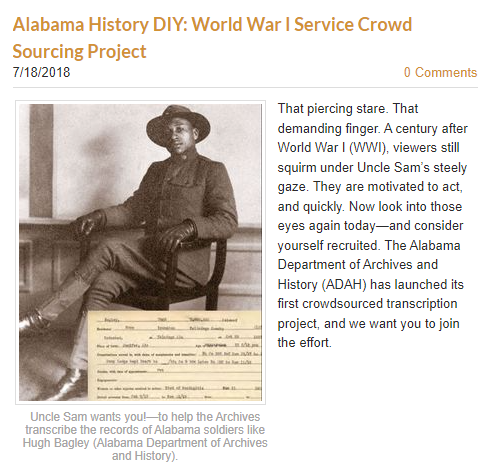 Alabama History DIY: World War I Service Crowd
Sourcing Project
7/18/2018
0 Comments
That piercing stare. That
demanding finger. A century after
World War I (WWI), viewers still
squirm under Uncle Sam's steely
gaze. They are motivated to act,
and quickly. Now look into those
eyes again today—and consider
yourself recruited. The Alabama
Department of Archives and
History (ADAH) has launched its
first crowdsourced transcription
project, and we want you to join
the effort.
Uncle Sam wants you!—to help the Archives
transcribe the records of Alabama soldiers like
Hugh Bagley (Alabama Department of Archives
and History).